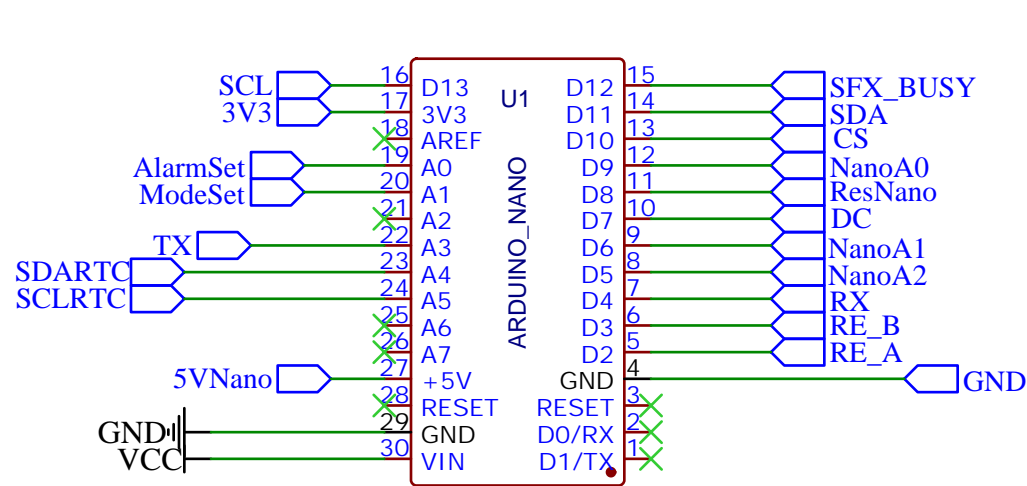 SCL 16 D13 U1 D12 15 SFX_BUSY
3V3 17 3V3 D11 14 SDA
18 AREF D10 13 CS
AlarmSet 19 A0 D9 12 NanoA0
ModeSet 20 A1 D8 11 ResNano
21 A2 D7 10 DC
TX 22 A3 D6 9 NanoA1
SDARTC 23 A4 D5 8 NanoA2
SCLRTC 24 A5 D4 7 RX
25 A6 D3 6 RE_B
26 A7 D2 5 RE_A
5VNano 27 +5V GND 4 GND
28 RESET RESET 3
GND 29 GND D0/RX 2
VCC 30 VIN D1/TX 1
ARDUINO_NANO